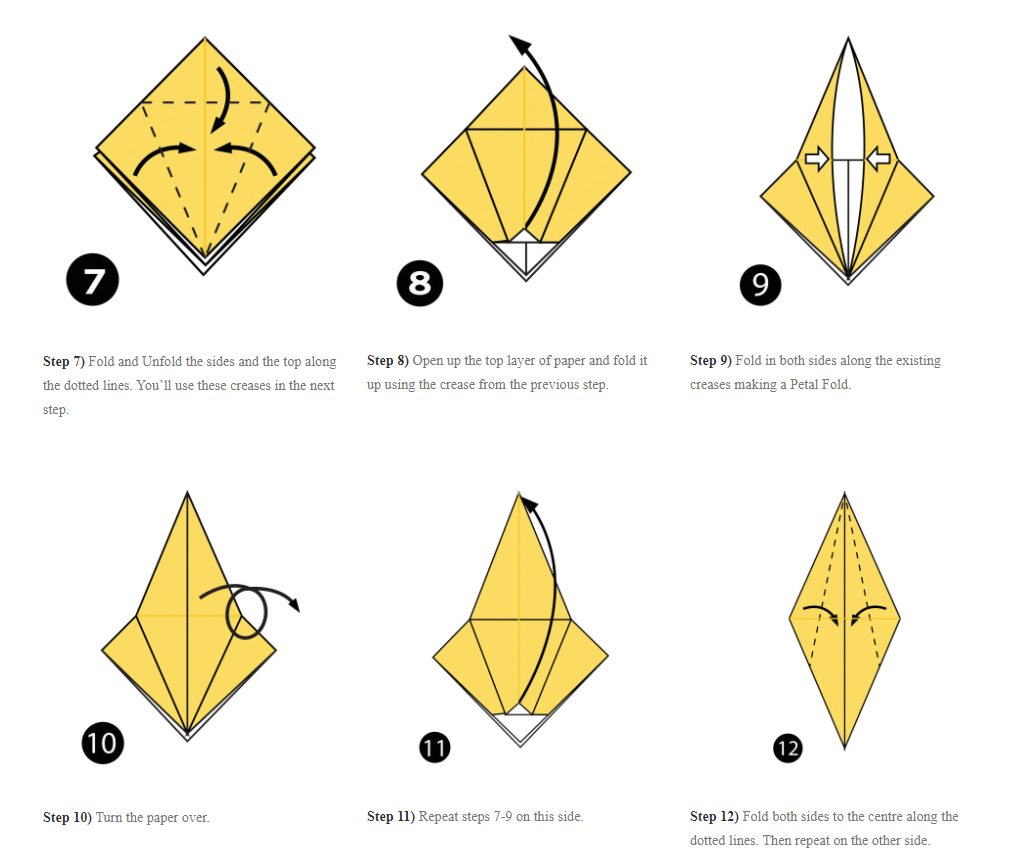 7
8
9
Step 7) Fold and Unfold the sides and the top along
the dotted lines. You’ll use these creases in the next
step.
Step 8) Open up the top layer of paper and fold it
up using the crease from the previous step.
Step 9) Fold in both sides along the existing
creases making a Petal Fold.
10
11
12
Step 10) Turn the paper over.
Step 11) Repeat steps 7-9 on this side.
Step 12) Fold both sides to the centre along the
dotted lines. Then repeat on the other side.